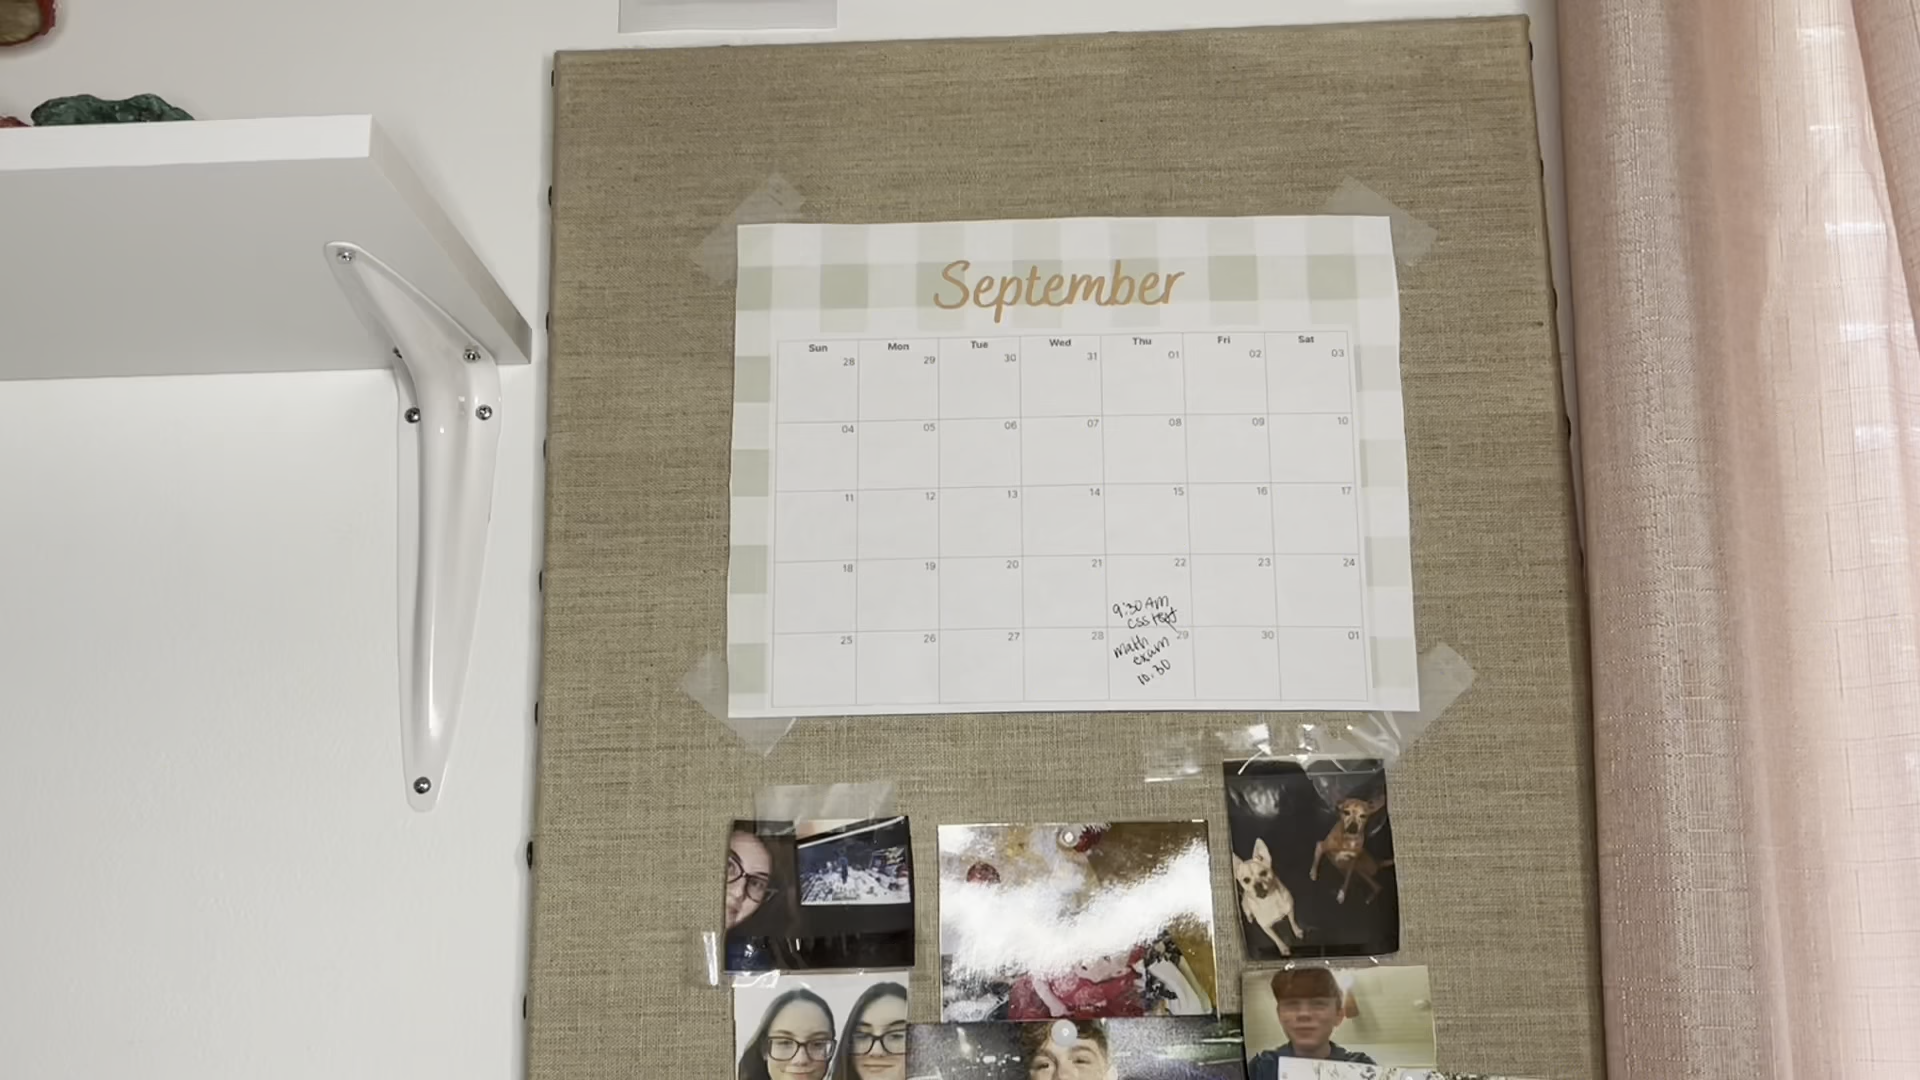 September
Sun Mon Tue Wed Thu Fri Sat
28 29 30 31 01 02 03
04 05 06 07 08 09 10
11 12 13 14 15 16 17
18 19 20 21 22 23 24
9:30 AM
css test
25 26 27 28 29 30 01
math
exam
10:30